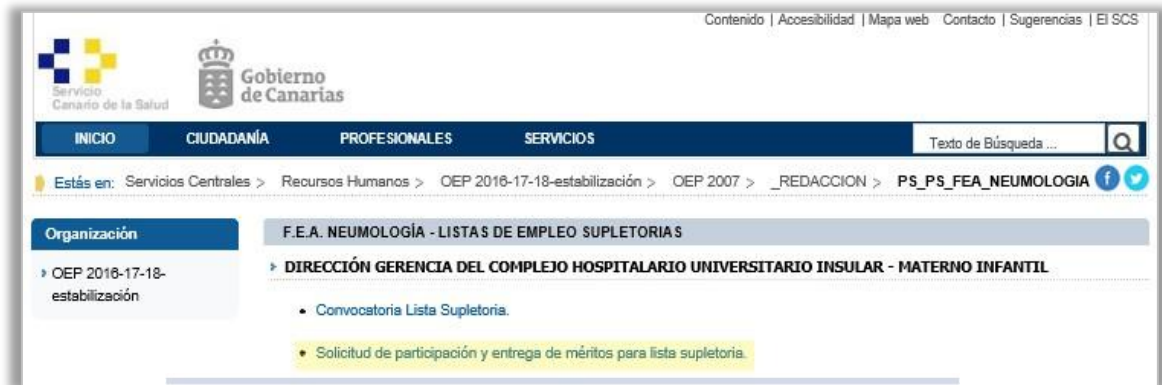 Contenido | Accesibilidad | Mapa web Contacto | Sugerencias | El SCS
Servicio
Canario de la Salud
Gobierno
de Canarias
INICIO CIUDADANÍA PROFESIONALES SERVICIOS Texto de Búsqueda ...
Estás en: Servicios Centrales > Recursos Humanos > OEP 2016-17-18-estabilización > OEP 2007 > _REDACCION > PS_PS_FEA_NEUMOLOGIA
Organización
OEP 2016-17-18-
estabilización
F.E.A. NEUMOLOGÍA - LISTAS DE EMPLEO SUPLETORIAS
DIRECCIÓN GERENCIA DEL COMPLEJO HOSPITALARIO UNIVERSITARIO INSULAR - MATERNO INFANTIL
• Convocatoria Lista Supletoria.
• Solicitud de participación y entrega de méritos para lista supletoria.